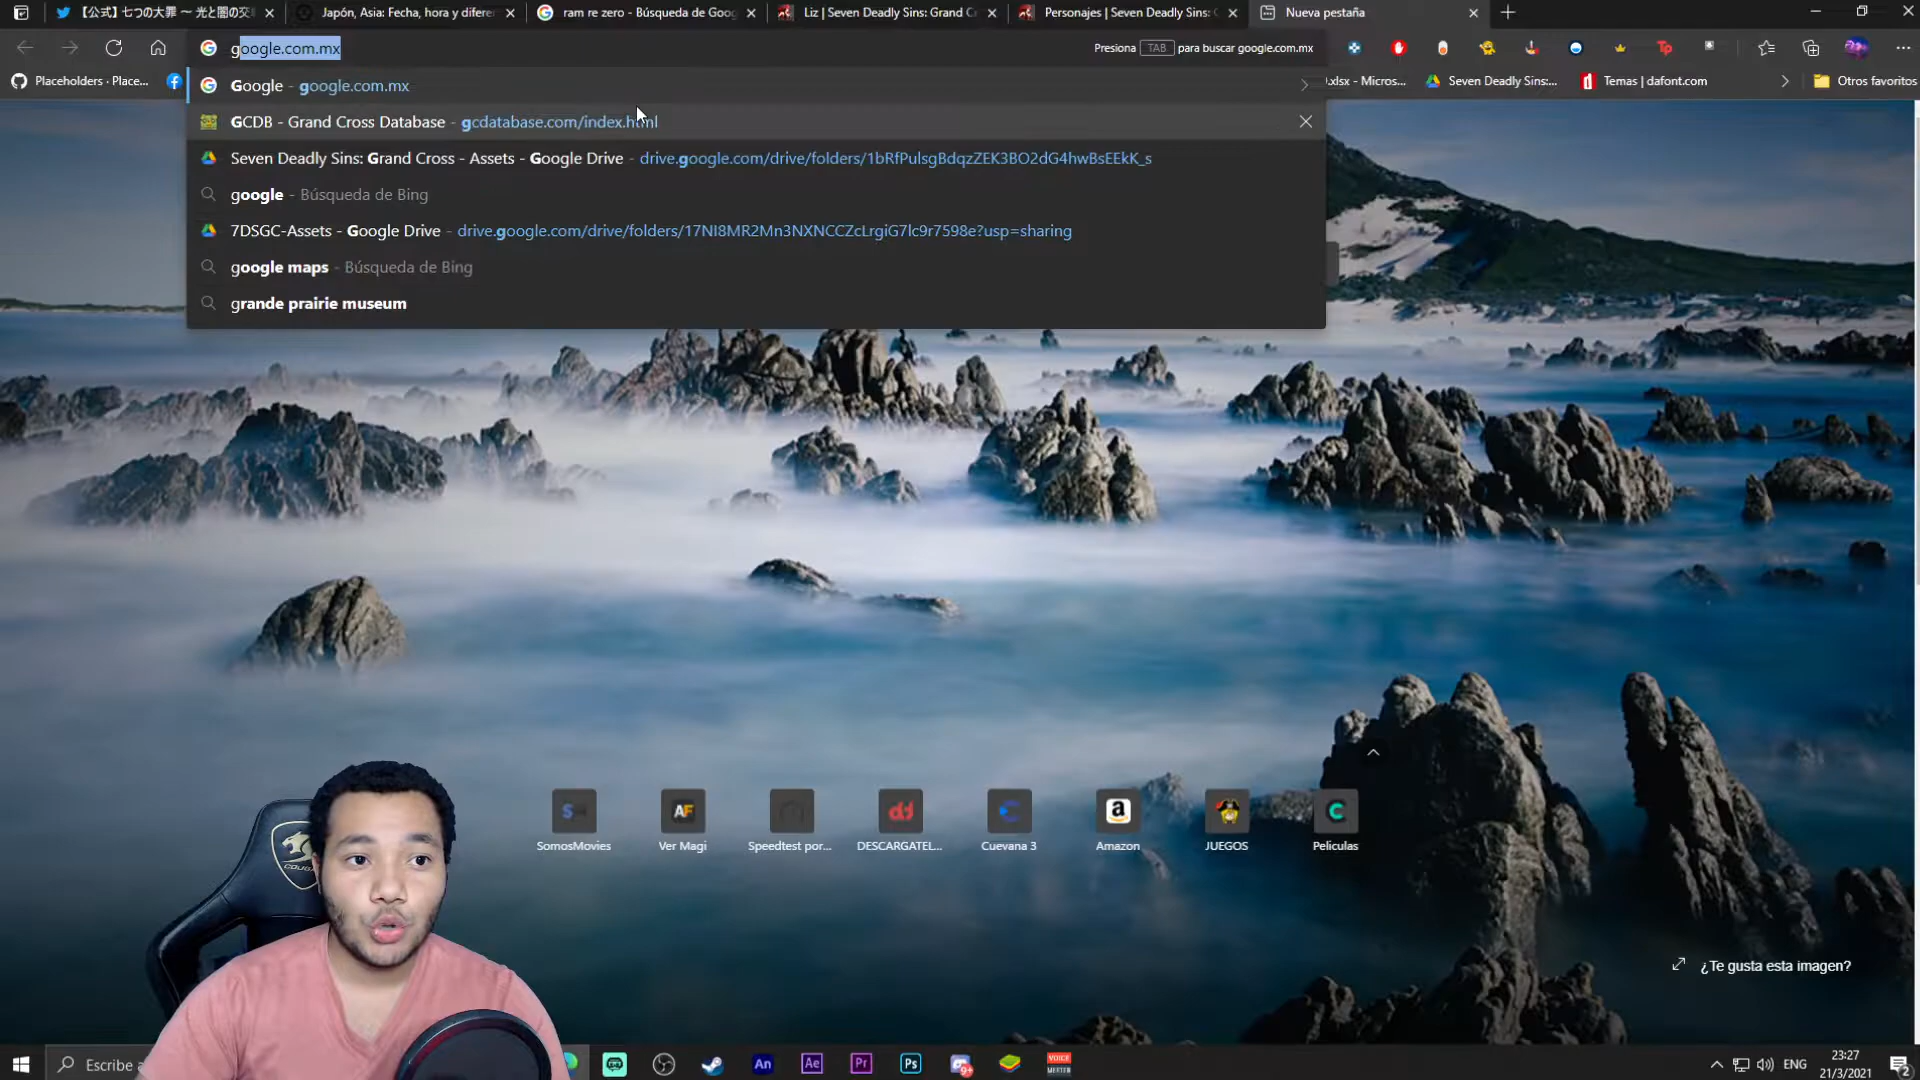 【公式】七つの大罪 ～ 光と闇の交
Japón, Asia: Fecha, hora y difere
ram re zero - Búsqueda de Goog
Liz | Seven Deadly Sins: Grand C
Personajes | Seven Deadly Sins:
Nueva pestaña
google.com.mx
Presiona TAB para buscar google.com.mx
Placeholders · Place...
.xlsx - Micros...
Seven Deadly Sins:...
Temas | dafont.com
Otros favoritos
Google - google.com.mx
GCDB - Grand Cross Database - gcdatabase.com/index.html
Seven Deadly Sins: Grand Cross - Assets - Google Drive - drive.google.com/drive/folders/1bRfPulsgBdqzZEK3BO2dG4hwBsEEkK_s
google - Búsqueda de Bing
7DSGC-Assets - Google Drive - drive.google.com/drive/folders/17NI8MR2Mn3NXNCCZcLrgiG7lc9r7598e?usp=sharing
google maps - Búsqueda de Bing
grande prairie museum
SomosMovies
Ver Magi
Speedtest por...
DESCARGATEL...
Cuevana 3
Amazon
JUEGOS
Peliculas
¿Te gusta esta imagen?
Escribe a
An
Ae
Pr
Ps
VOICE
MEETER
ENG
23:27
21/3/2021